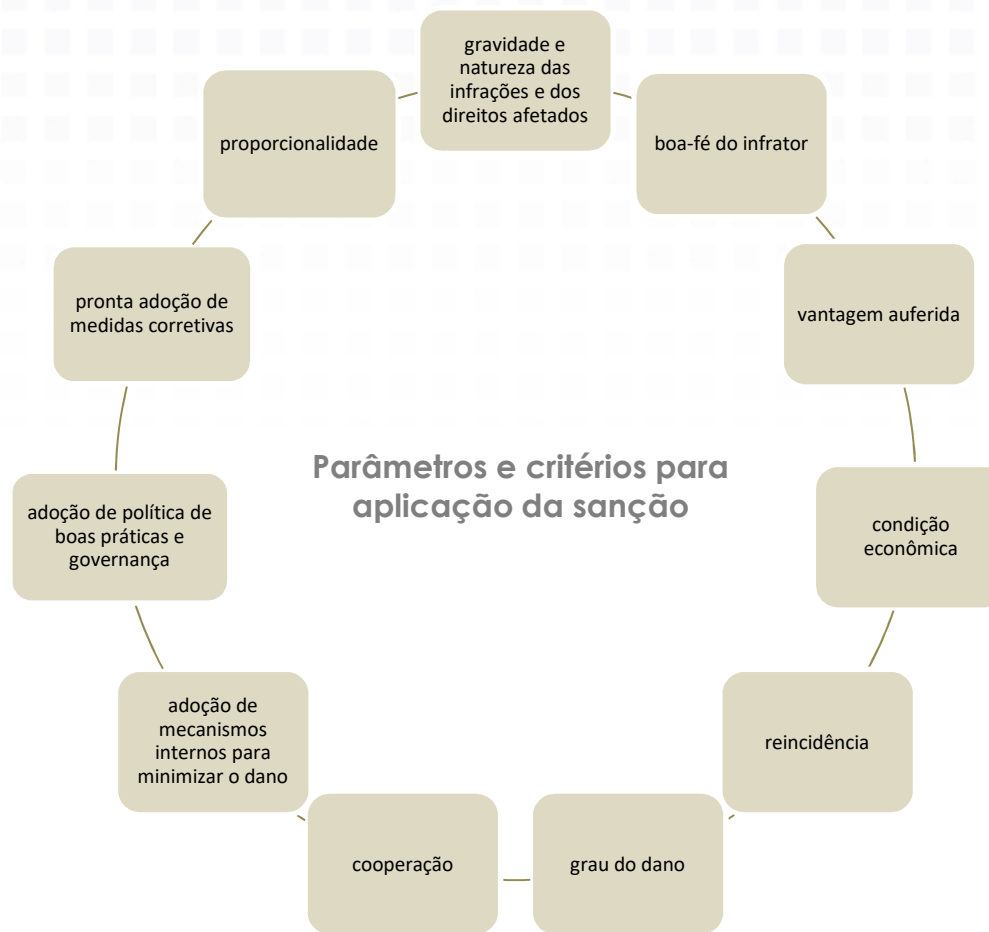 gravidade e
natureza das
infrações e dos
direitos afetados
boa-fé do infrator
vantagem auferida
condição
econômica
reincidência
grau do dano
cooperação
adoção de
mecanismos
internos para
minimizar o dano
adoção de política de
boas práticas e
governança
pronta adoção de
medidas corretivas
proporcionalidade
Parâmetros e critérios para
aplicação da sanção